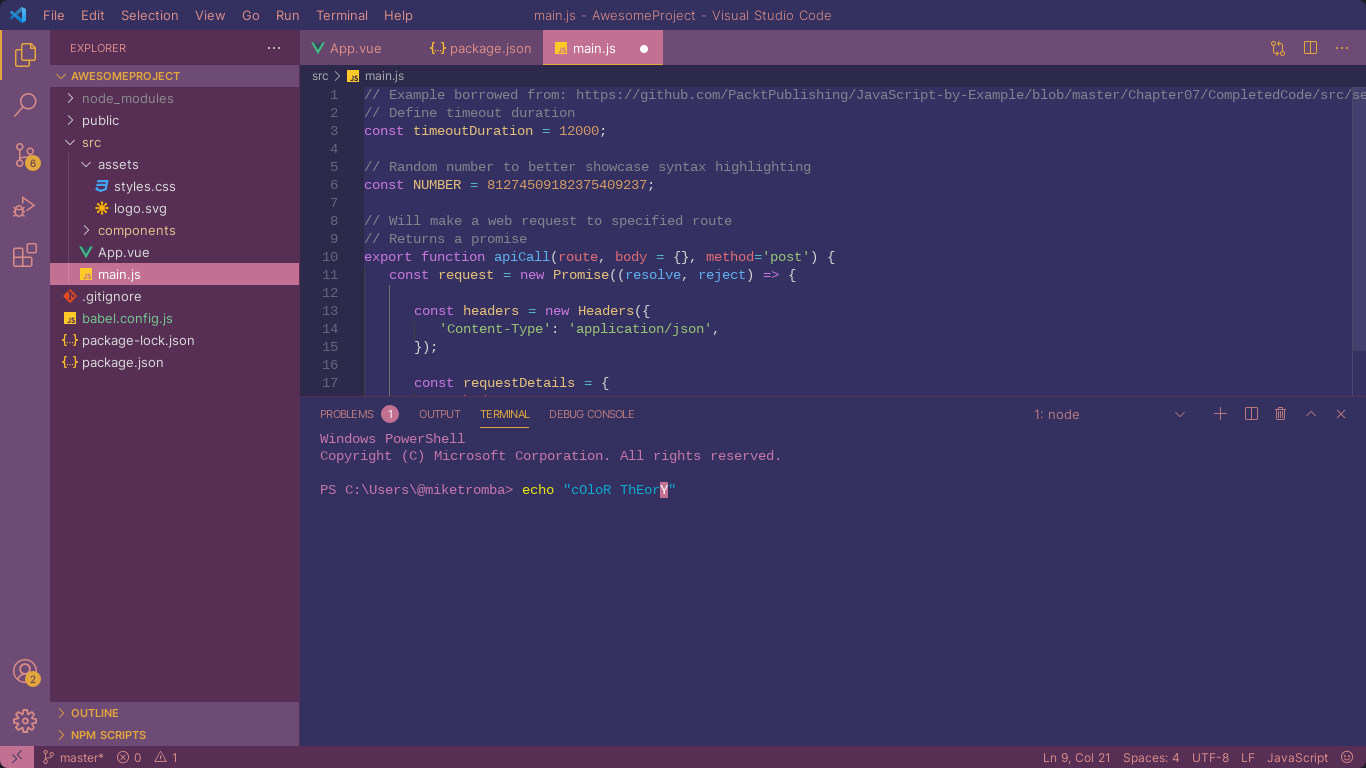 File Edit Selection View Go Run Terminal Help
main.js - AwesomeProject - Visual Studio Code
EXPLORER
App.vue
package.json
main.js
AWESOMEPROJECT
node_modules
public
src
assets
styles.css
logo.svg
components
App.vue
main.js
.gitignore
babel.config.js
package-lock.json
package.json
OUTLINE
NPM SCRIPTS
6
2
src > main.js
1 // Example borrowed from: https://github.com/PacktPublishing/JavaScript-by-Example/blob/master/Chapter07/CompletedCode/src/se
2 // Define timeout duration
3 const timeoutDuration = 12000;
4
5 // Random number to better showcase syntax highlighting
6 const NUMBER = 81274509182375409237;
7
8 // Will make a web request to specified route
9 // Returns a promise
10 export function apiCall(route, body = {}, method='post') {
11 const request = new Promise((resolve, reject) => {
12
13 const headers = new Headers({
14 'Content-Type': 'application/json',
15 });
16
17 const requestDetails = {
PROBLEMS 1 OUTPUT TERMINAL DEBUG CONSOLE
1: node
Windows PowerShell
Copyright (C) Microsoft Corporation. All rights reserved.
PS C:\Users\@miketromba> echo "cOloR ThEorY"
master* 0 1
Ln 9, Col 21 Spaces: 4 UTF-8 LF JavaScript